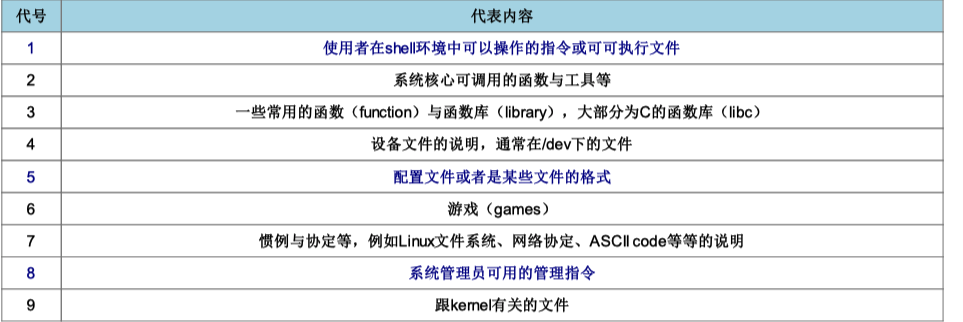 代号 代表内容
1 使用者在shell环境中可以操作的指令或可可执行文件
2 系统核心可调用的函数与工具等
3 一些常用的函数（function）与函数库（library），大部分为C的函数库（libc）
4 设备文件的说明，通常在/dev下的文件
5 配置文件或者是某些文件的格式
6 游戏（games）
7 惯例与协定等，例如Linux文件系统、网络协定、ASCII code等等的说明
8 系统管理员可用的管理指令
9 跟kernel有关的文件